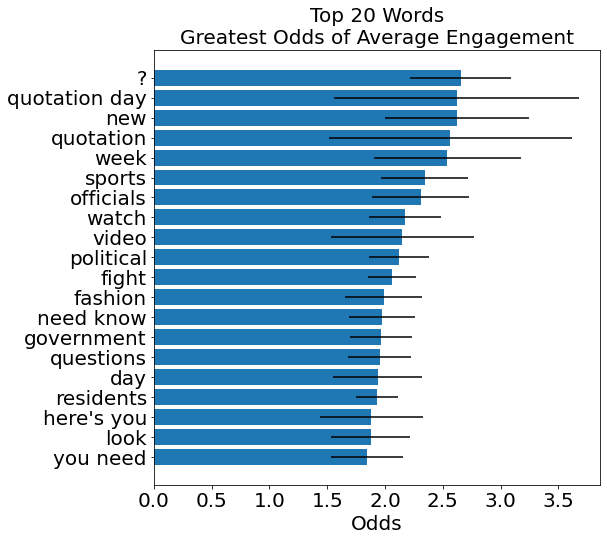 Top 20 Words
Greatest Odds of Average Engagement
?
quotation day
new
quotation
week
sports
officials
watch
video
political
fight
fashion
need know
government
questions
day
residents
here's you
look
you need
0.0 0.5 1.0 1.5 2.0 2.5 3.0 3.5
Odds